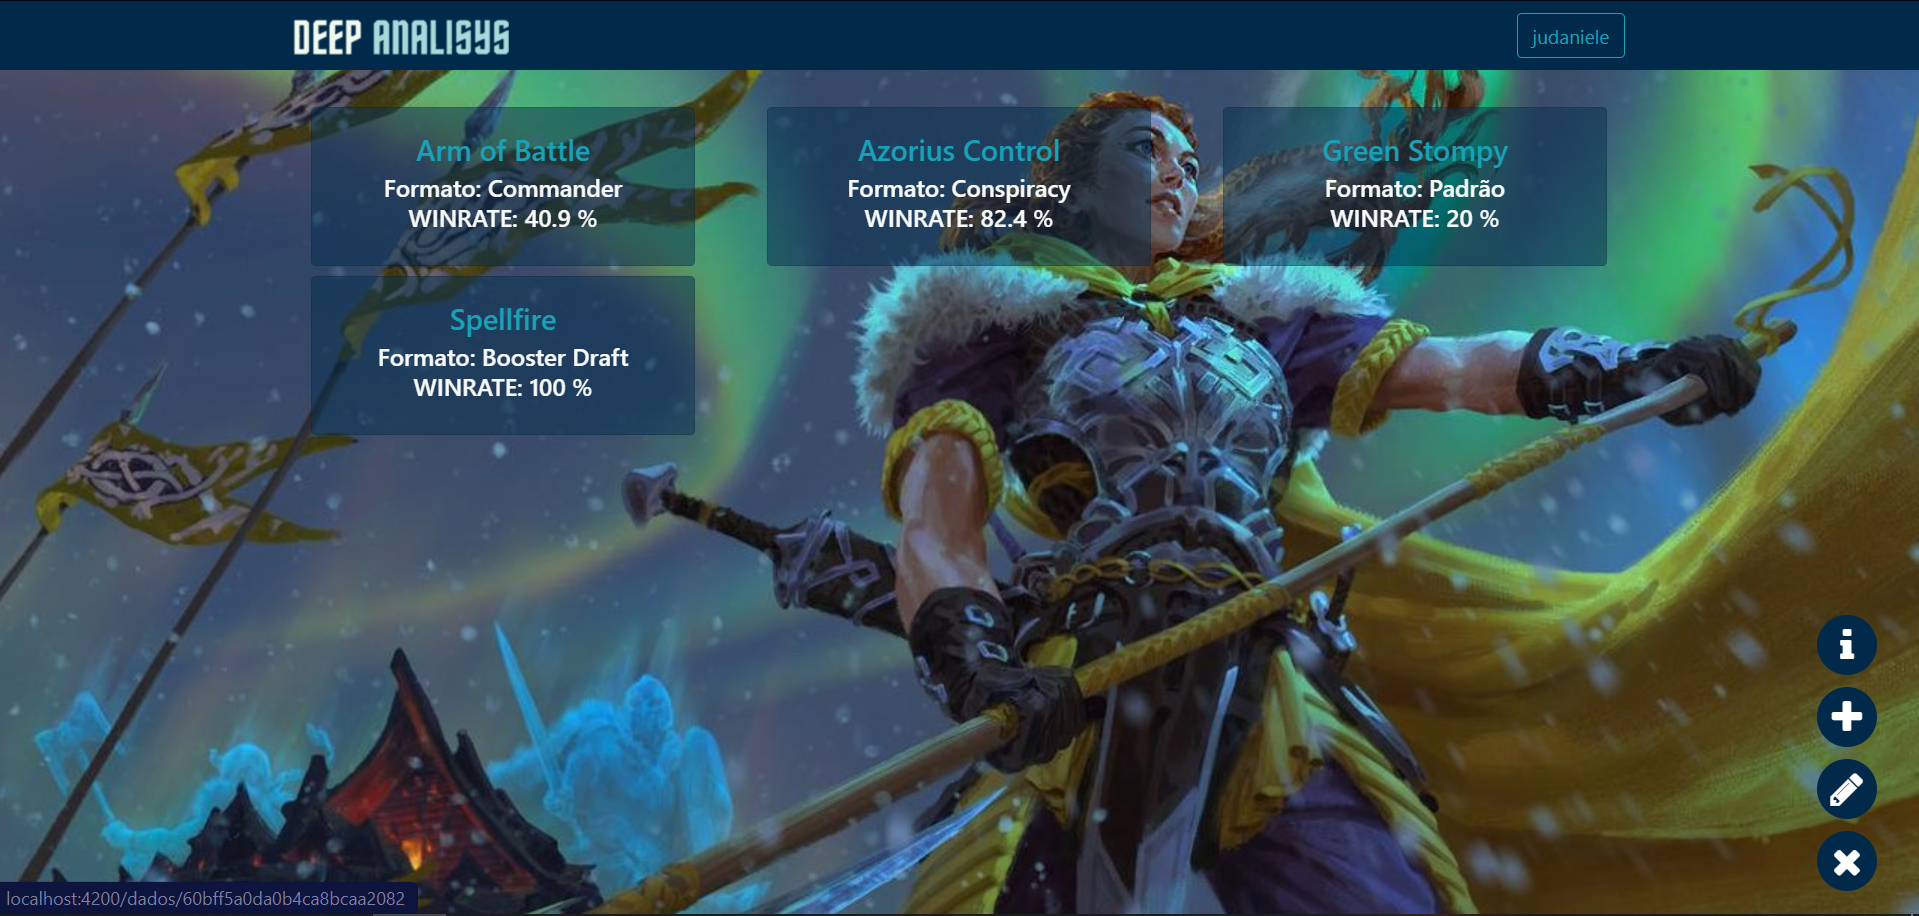 DEEP ANALISYS
judaniele
Arm of Battle
Formato: Commander
WINRATE: 40.9 %
Azorius Control
Formato: Conspiracy
WINRATE: 82.4 %
Green Stompy
Formato: Padrão
WINRATE: 20 %
Spellfire
Formato: Booster Draft
WINRATE: 100 %
localhost:4200/dados/60bff5a0da0b4ca8bcaa2082